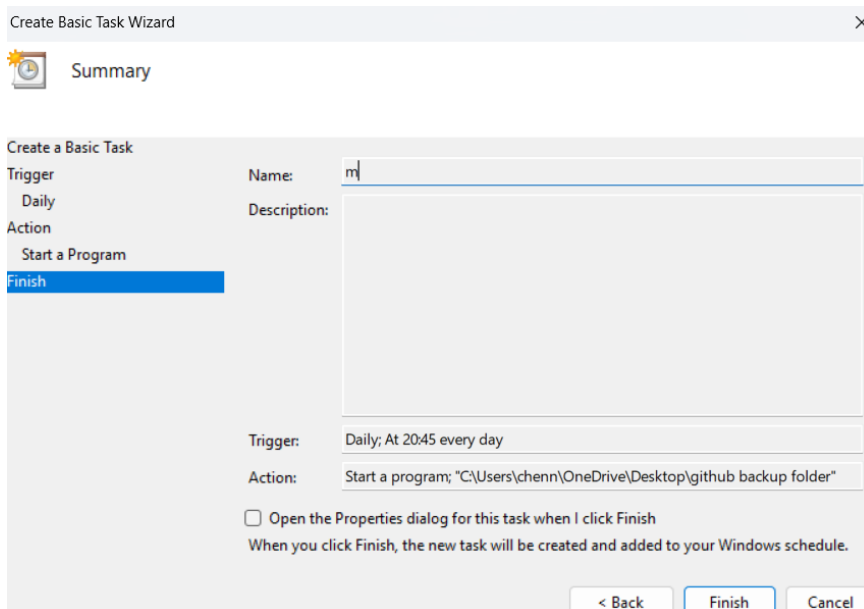 Create Basic Task Wizard
Summary
Create a Basic Task
Trigger
Daily
Action
Start a Program
Finish
Name: m
Description:
Trigger: Daily; At 20:45 every day
Action: Start a program; "C:\Users\chenn\OneDrive\Desktop\github backup folder"
Open the Properties dialog for this task when I click Finish
When you click Finish, the new task will be created and added to your Windows schedule.
< Back Finish Cancel